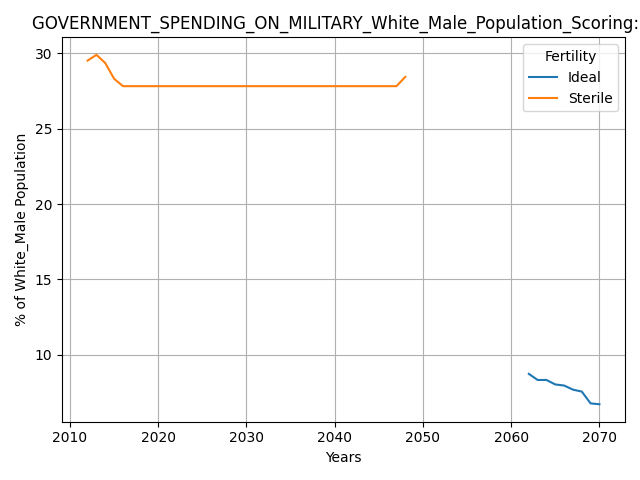 GOVERNMENT_SPENDING_ON_MILITARY_White_Male_Population_Scoring:
Fertility
Ideal
Sterile
% of White_Male Population
30
25
20
15
10
2010 2020 2030 2040 2050 2060 2070
Years